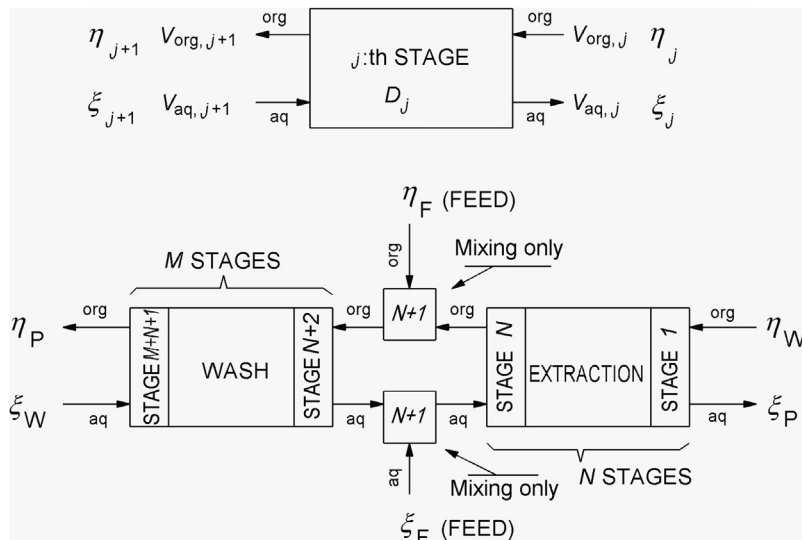 org org
η j+1 V org, j+1 j:th STAGE V org, j η j
ξ j+1 V aq, j+1 D j V aq, j ξ j
aq aq
η F (FEED)
org
Mixing only
M STAGES
org N+1 org org
η P STAGE M+N+1 WASH STAGE N+2 STAGE N EXTRACTION STAGE 1 η W
ξ W N+1 ξ P
aq aq aq aq
aq
Mixing only N STAGES
ξ F (FEED)